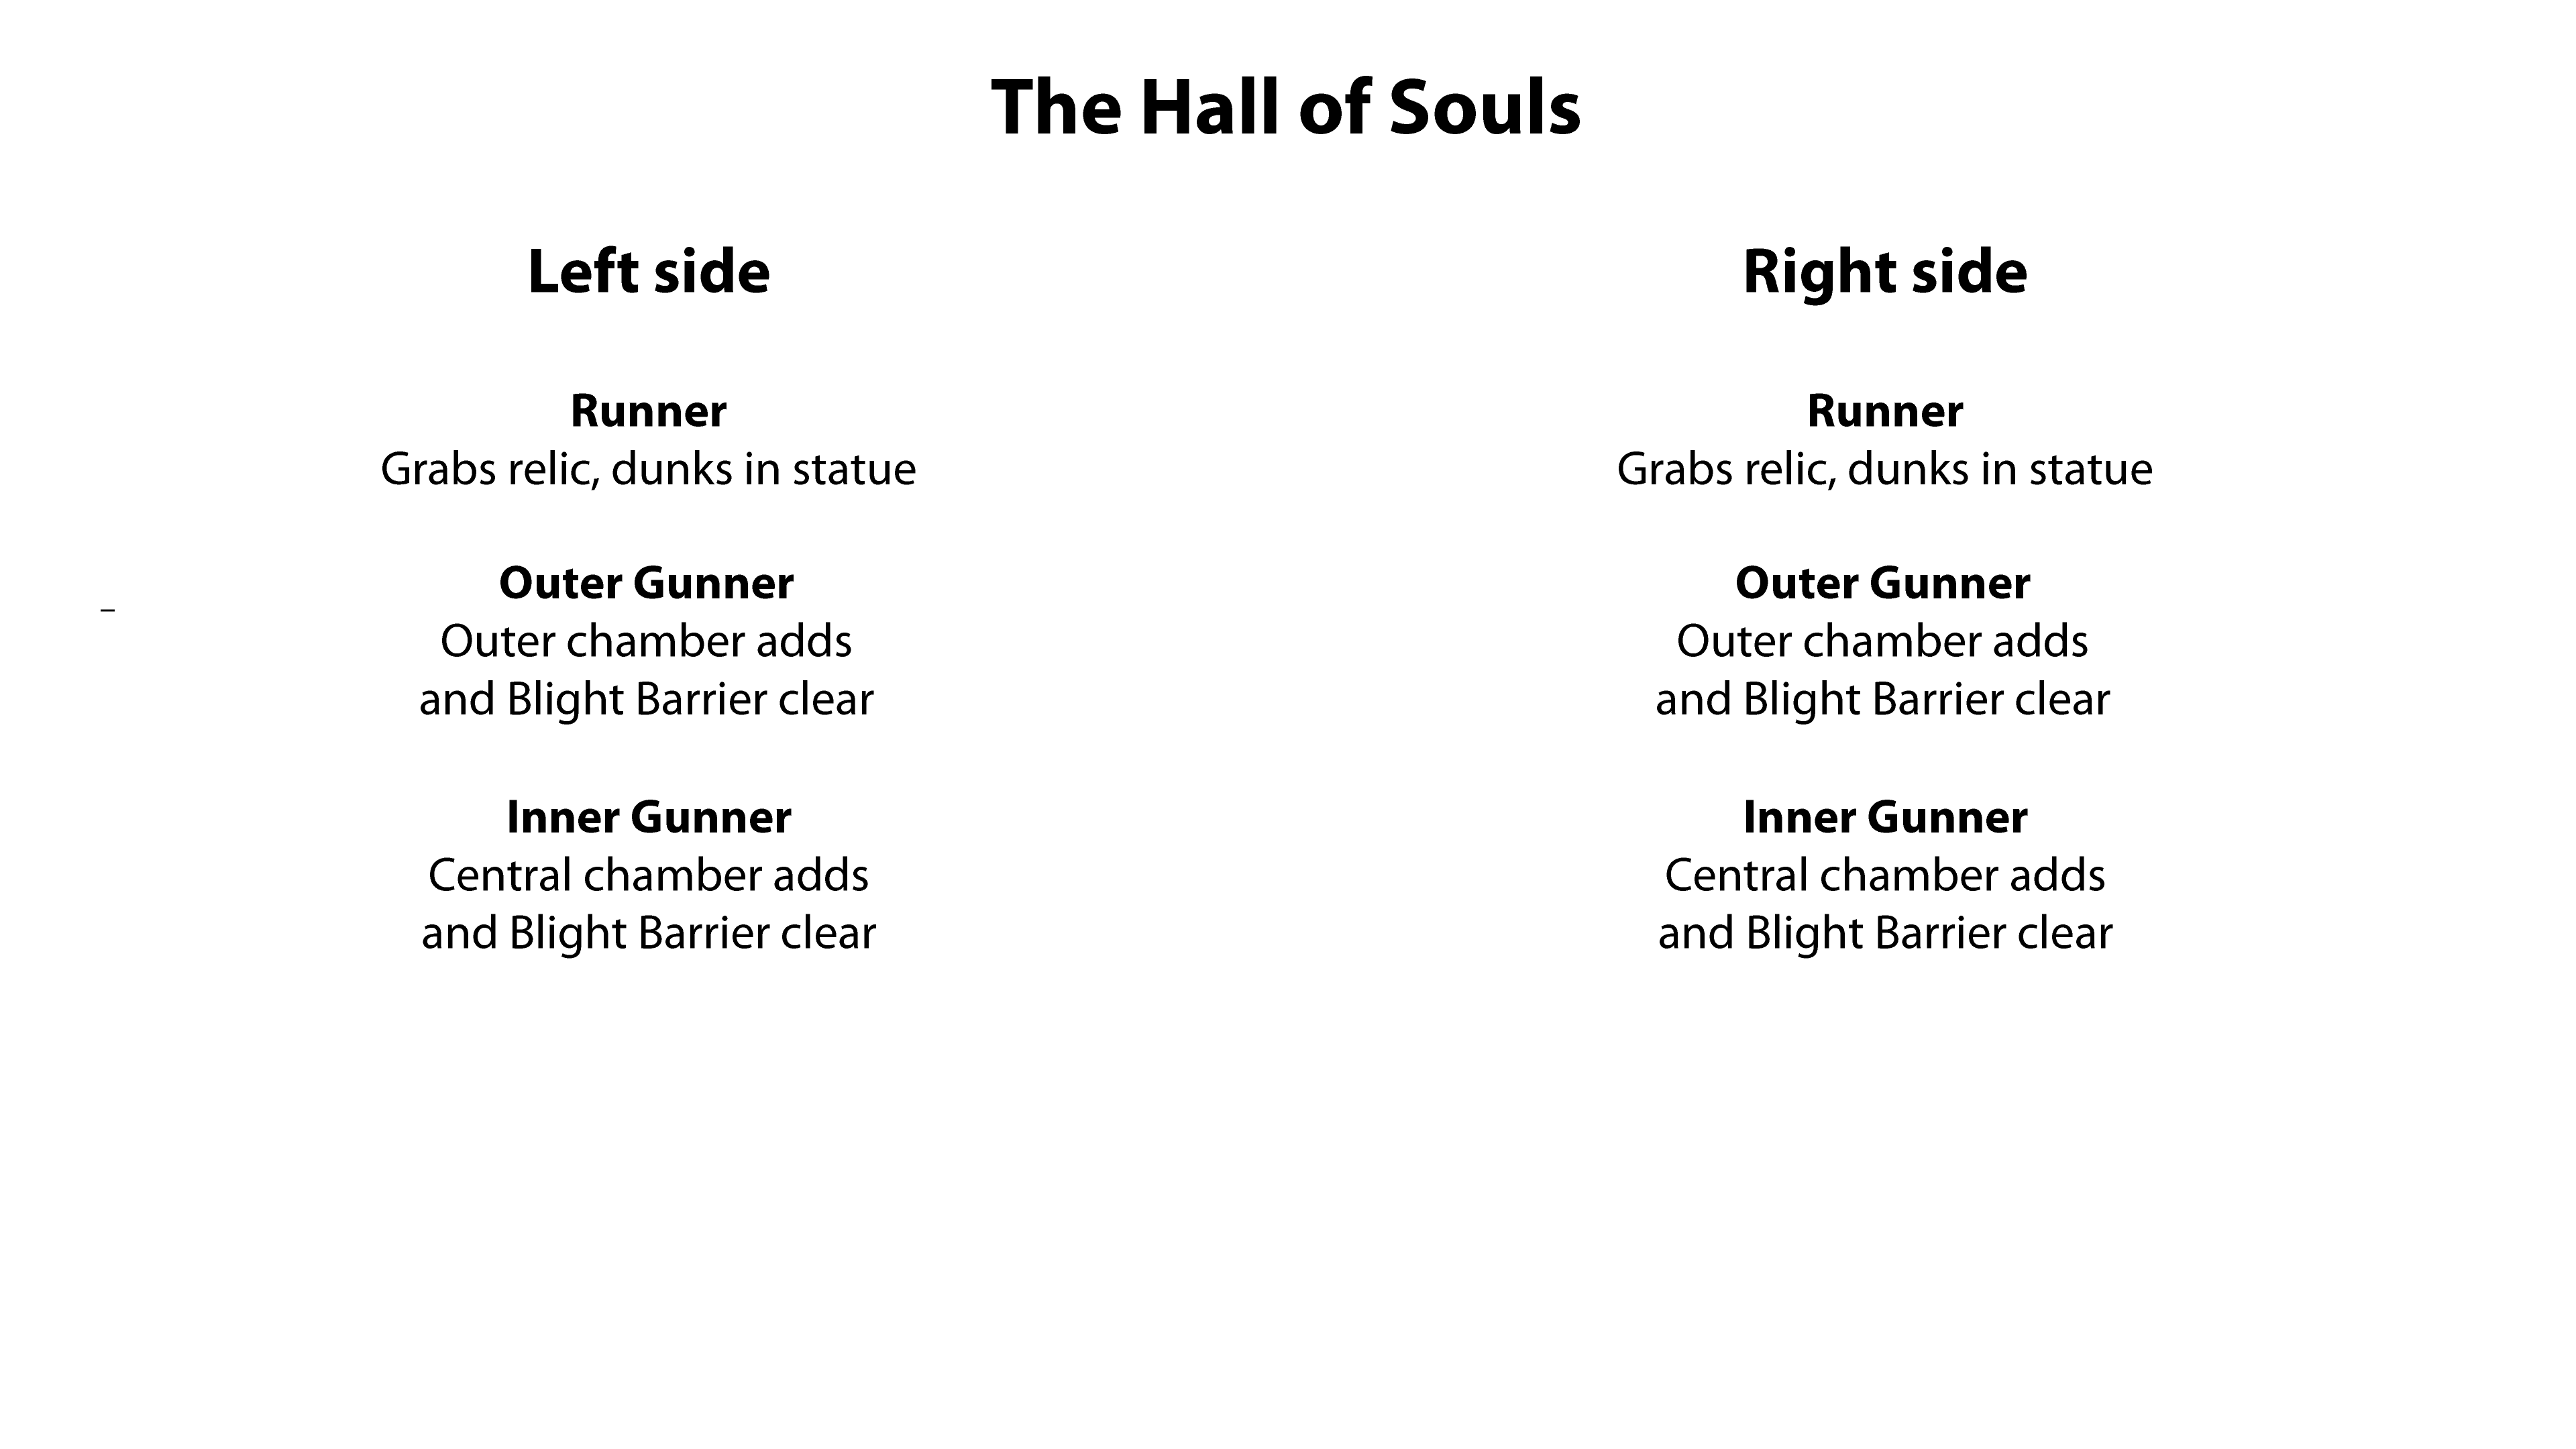 The Hall of Souls
Left side
Runner
Grabs relic, dunks in statue
–
Outer Gunner
Outer chamber adds
and Blight Barrier clear
Inner Gunner
Central chamber adds
and Blight Barrier clear
Right side
Runner
Grabs relic, dunks in statue
Outer Gunner
Outer chamber adds
and Blight Barrier clear
Inner Gunner
Central chamber adds
and Blight Barrier clear